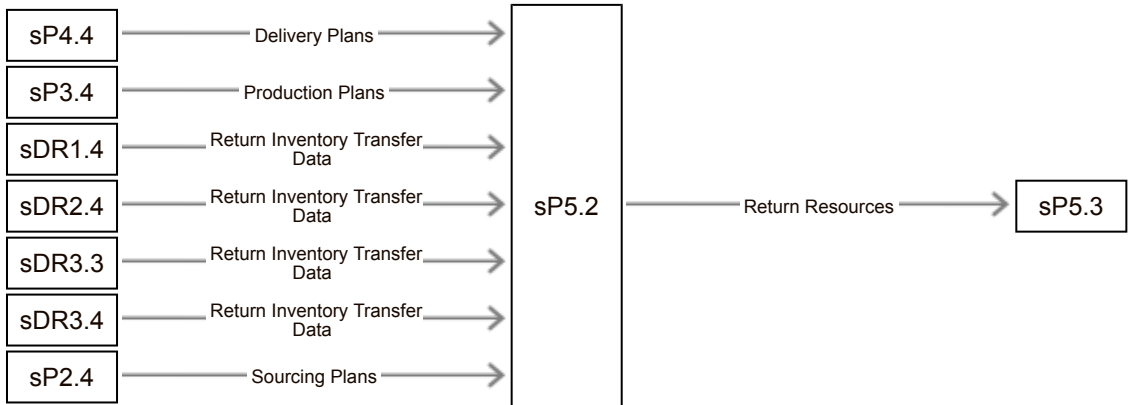 sP4.4
Delivery Plans
sP3.4
Production Plans
sDR1.4
Return Inventory Transfer
Data
sDR2.4
Return Inventory Transfer
Data
sP5.2
Return Resources
sP5.3
sDR3.3
Return Inventory Transfer
Data
sDR3.4
Return Inventory Transfer
Data
sP2.4
Sourcing Plans